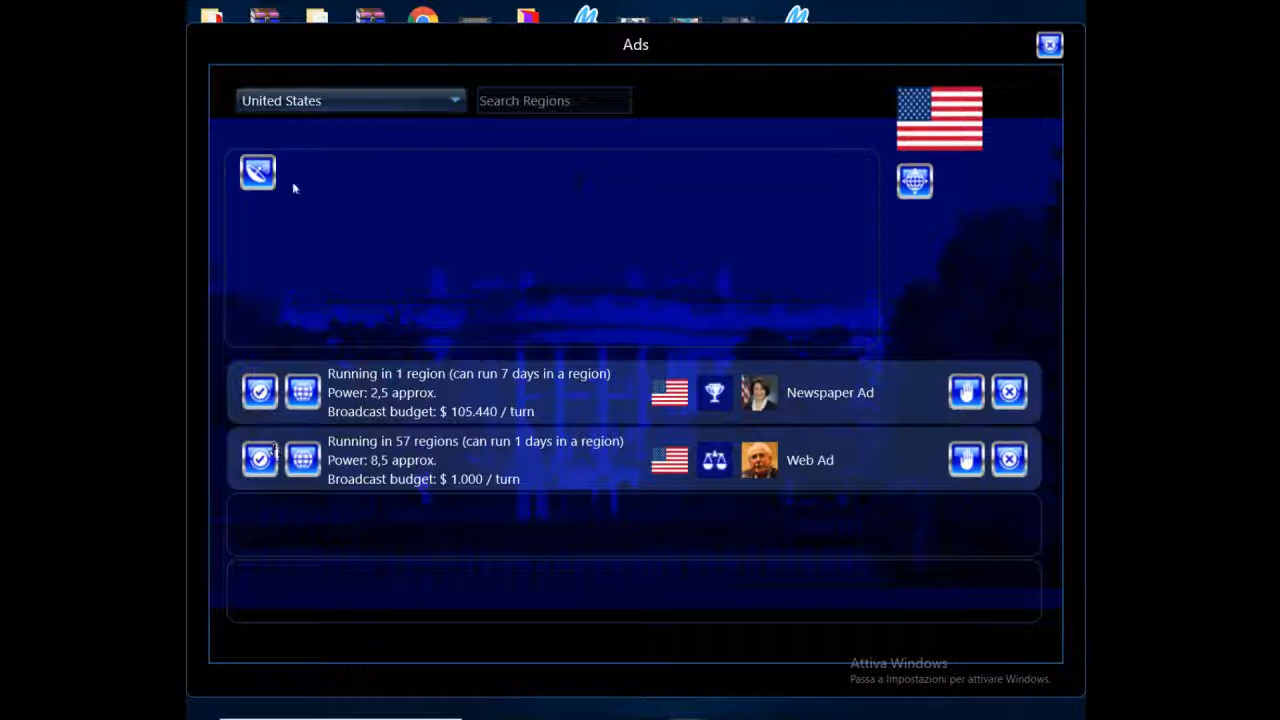 Ads
United States
Search Regions
Running in 1 region (can run 7 days in a region)
Power: 2,5 approx.
Broadcast budget: $ 105.440 / turn
Newspaper Ad
Running in 57 regions (can run 1 days in a region)
Power: 8,5 approx.
Broadcast budget: $ 1.000 / turn
Web Ad
Attiva Windows
Passa a Impostazioni per attivare Windows.